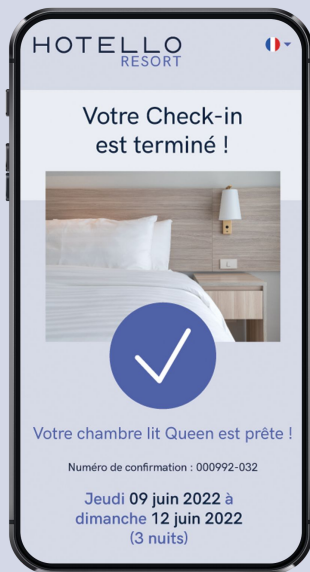 HOTELLO
RESORT
Votre Check-in
est terminé !
Votre chambre lit Queen est prête !
Numéro de confirmation : 000992-032
Jeudi 09 juin 2022 à
dimanche 12 juin 2022
(3 nuits)